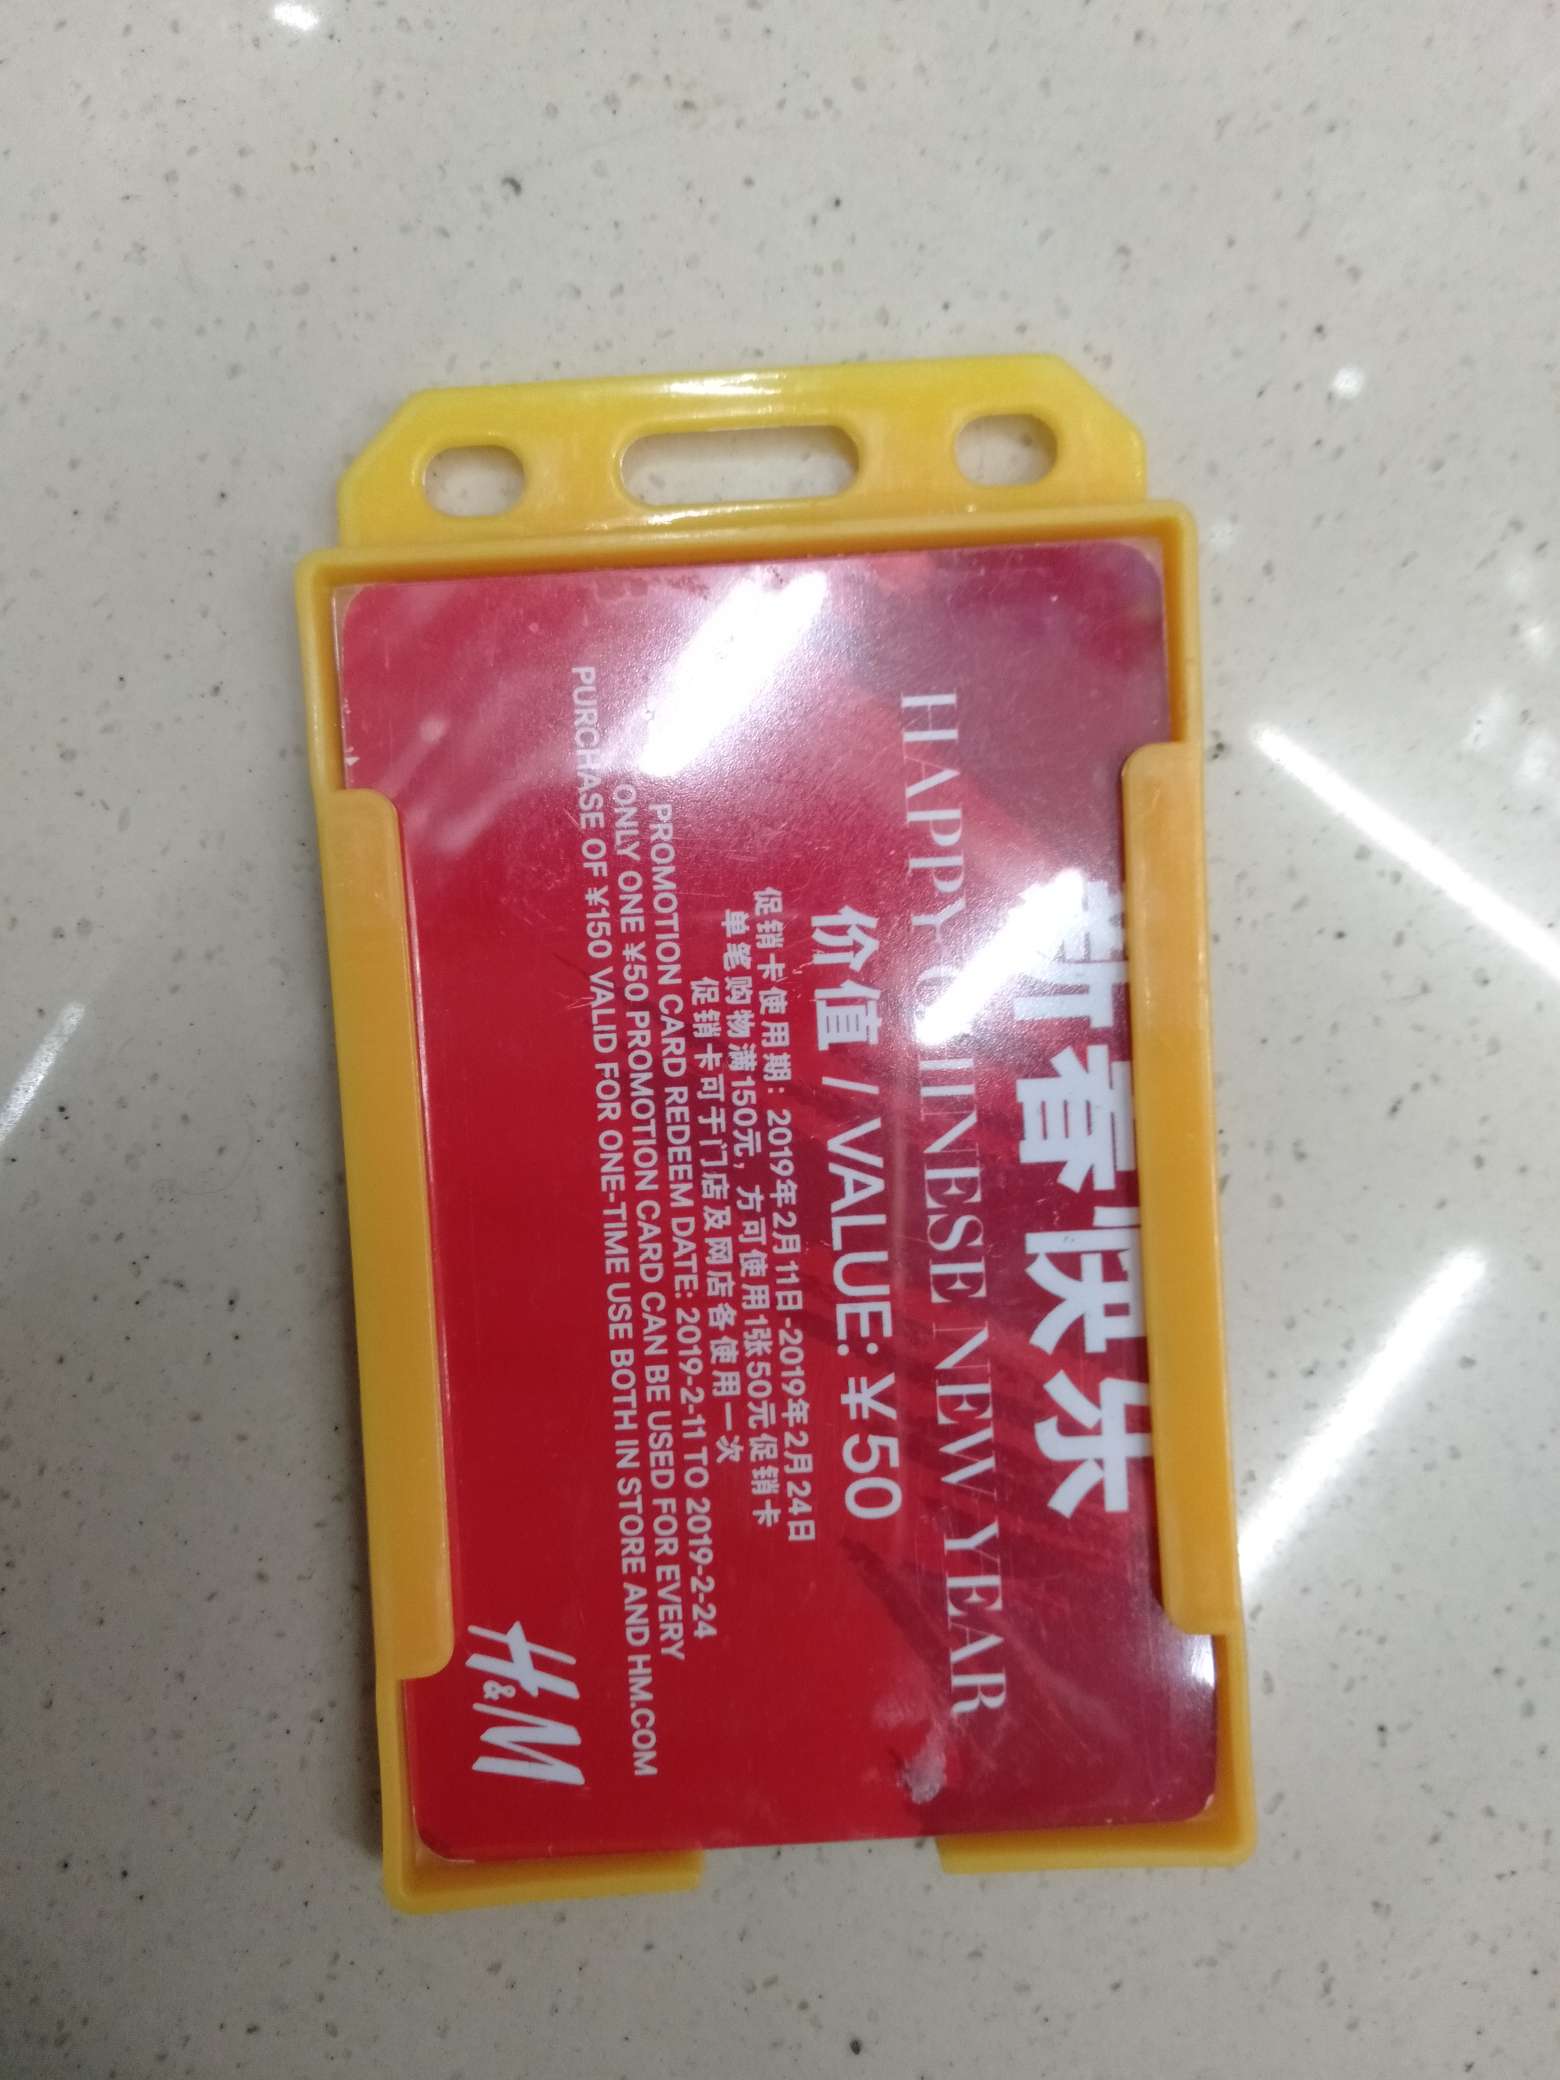 新春快乐
HAPPY CHINESE NEW YEAR
价值 / VALUE: ¥50
促销卡使用期：2019年2月11日-2019年2月24日
单笔购物满150元，方可使用1张50元促销卡
促销卡可于门店及网店各使用一次
PROMOTION CARD REDEEM DATE: 2019-2-11 TO 2019-2-24
ONLY ONE ¥50 PROMOTION CARD CAN BE USED FOR EVERY
PURCHASE OF ¥150 VALID FOR ONE-TIME USE BOTH IN STORE AND HM.COM
H&M